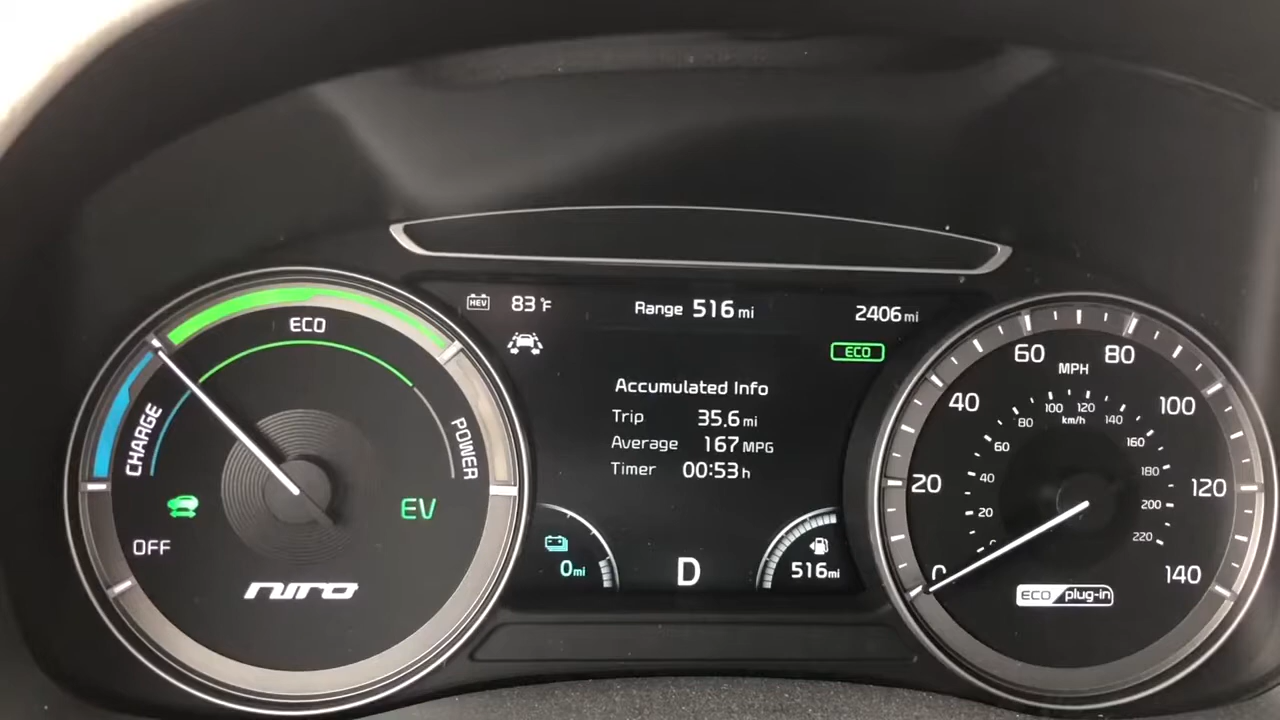 ECO
CHARGE
POWER
OFF
EV
NIRO
HEV
83°F
Range 516 mi
2406 mi
ECO
Accumulated Info
Trip 35.6 mi
Average 167 MPG
Timer 00:53 h
0 mi
D
516 mi
0
20
40
60
80
100
120
140
MPH
km/h
0
20
40
60
80
100
120
140
160
180
200
220
ECO plug-in